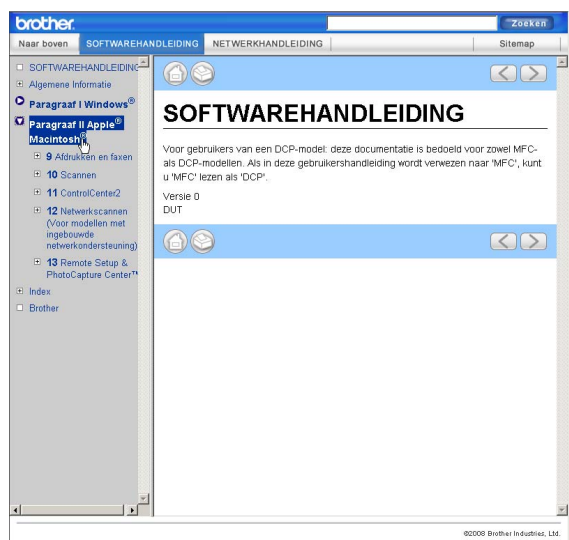 brother.
Zoeken
Naar boven SOFTWAREHANDLEIDING NETWERKHANDLEIDING Sitemap
SOFTWAREHANDLEIDING
Algemene Informatie
Paragraaf I Windows®
Paragraaf II Apple®
Macintosh®
9 Afdrukken en faxen
10 Scannen
11 ControlCenter2
12 Netwerkscannen
(Voor modellen met
ingebouwde
netwerkondersteuning)
13 Remote Setup &
PhotoCapture Center™
Index
Brother
SOFTWAREHANDLEIDING
Voor gebruikers van een DCP-model: deze documentatie is bedoeld voor zowel MFC-
als DCP-modellen. Als in deze gebruikershandleiding wordt verwezen naar 'MFC', kunt
u 'MFC' lezen als 'DCP'.
Versie 0
DUT
©2008 Brother Industries, Ltd.